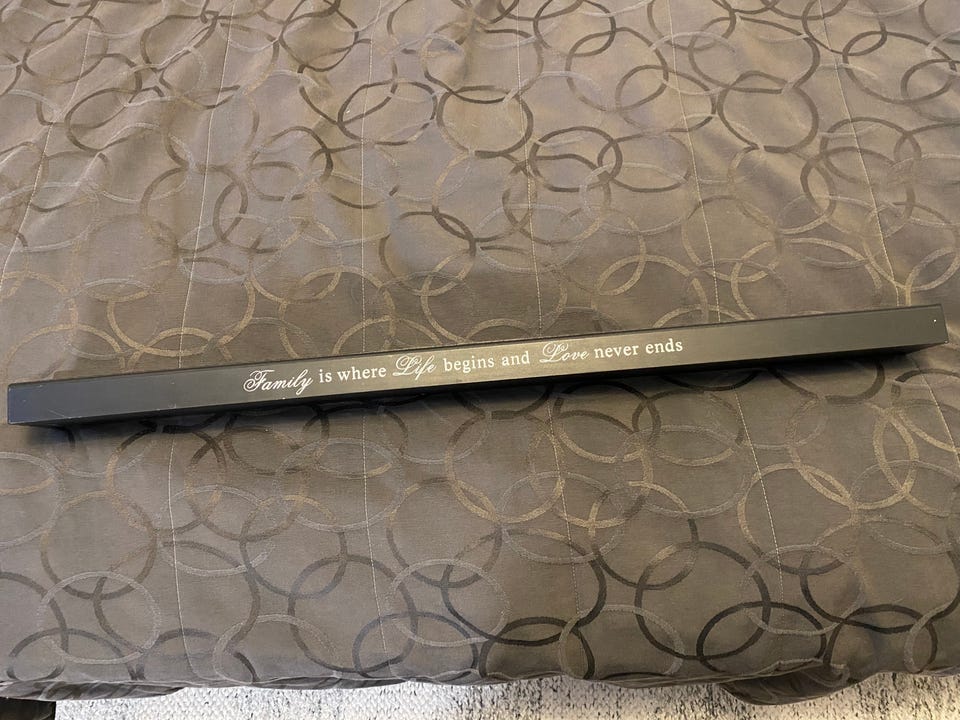 Family is where Life begins and Love never ends